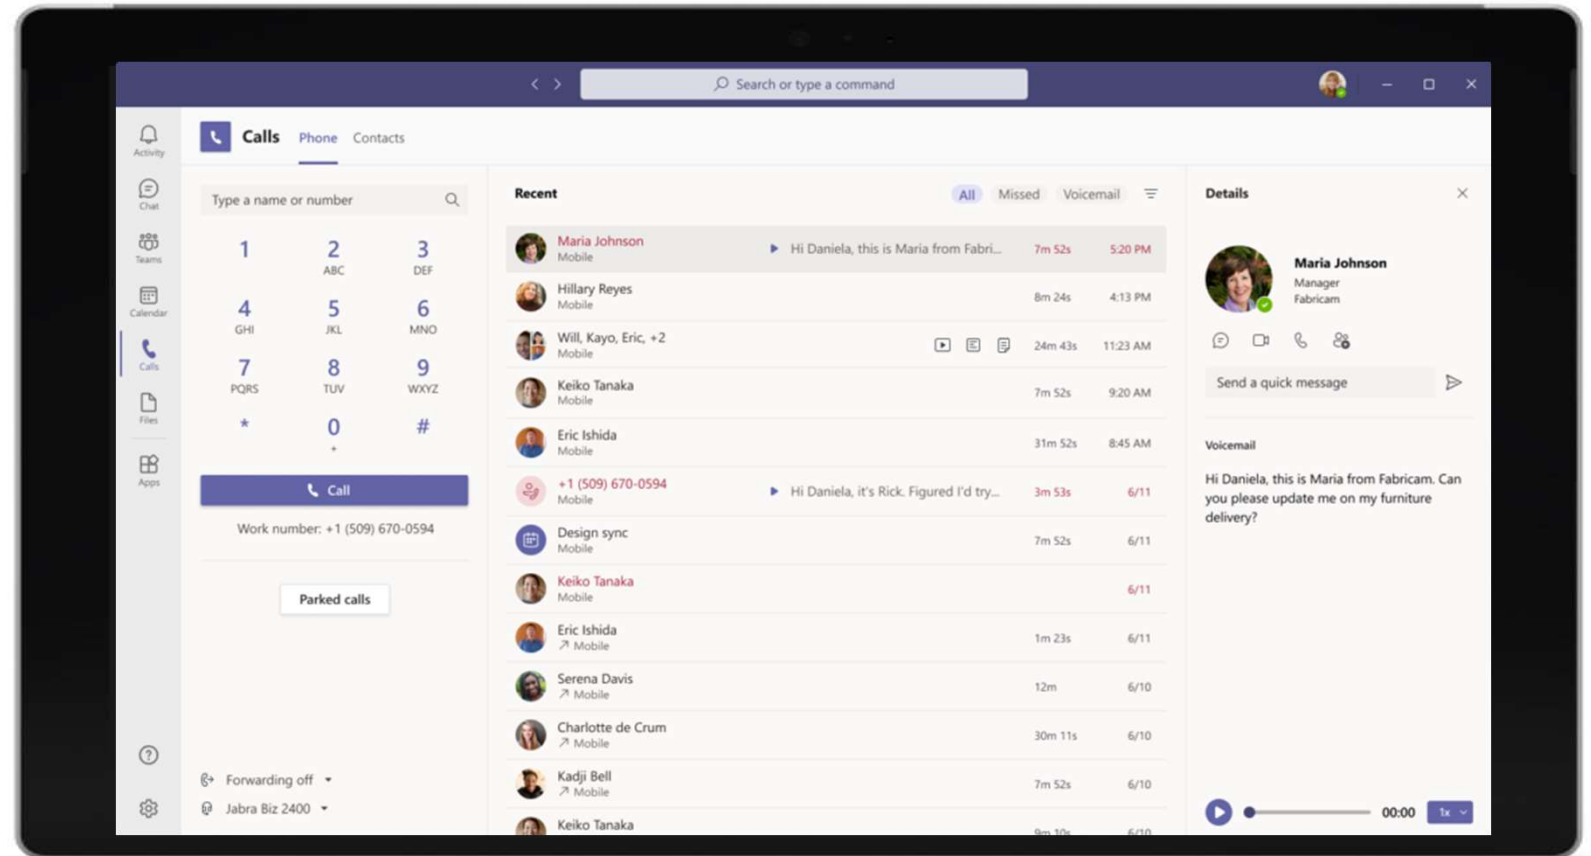 Search or type a command
Activity
Chat
Teams
Calendar
Calls
Files
Apps
Calls Phone Contacts
Type a name or number
1 2 3
ABC DEF
4 5 6
GHI JKL MNO
7 8 9
PQRS TUV WXYZ
* 0 #
+
Call
Work number: +1 (509) 670-0594
Parked calls
Forwarding off
Jabra Biz 2400
Recent All Missed Voicemail
Maria Johnson
Mobile
Hi Daniela, this is Maria from Fabri... 7m 52s 5:20 PM
Hillary Reyes
Mobile
8m 24s 4:13 PM
Will, Kayo, Eric, +2
Mobile
24m 43s 11:23 AM
Keiko Tanaka
Mobile
7m 52s 9:20 AM
Eric Ishida
Mobile
31m 52s 8:45 AM
+1 (509) 670-0594
Mobile
Hi Daniela, it's Rick. Figured I'd try... 3m 53s 6/11
Design sync
Mobile
7m 52s 6/11
Keiko Tanaka
Mobile
6/11
Eric Ishida
Mobile
1m 23s 6/11
Serena Davis
Mobile
12m 6/10
Charlotte de Crum
Mobile
30m 11s 6/10
Kadji Bell
Mobile
7m 52s 6/10
Keiko Tanaka
9m 10s 6/10
Details
Maria Johnson
Manager
Fabricam
Send a quick message
Voicemail
Hi Daniela, this is Maria from Fabricam. Can
you please update me on my furniture
delivery?
00:00 1x